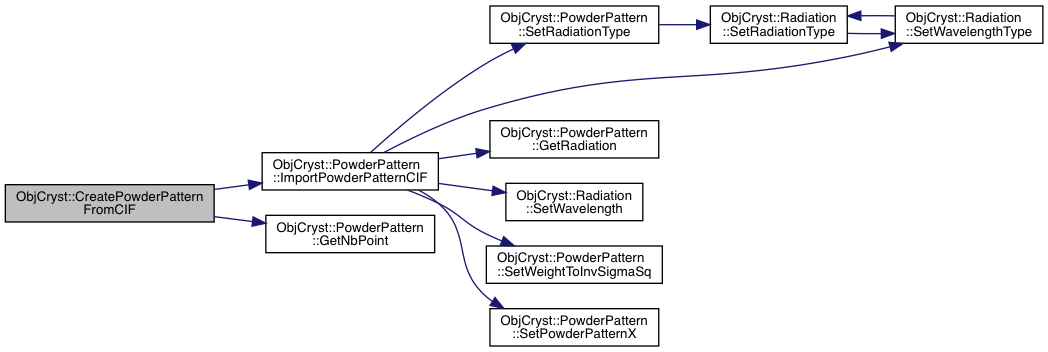 ObjCryst::CreatePowderPattern
FromCIF
ObjCryst::PowderPattern
::ImportPowderPatternCIF
ObjCryst::PowderPattern
::GetNbPoint
ObjCryst::PowderPattern
::SetRadiationType
ObjCryst::Radiation
::SetRadiationType
ObjCryst::Radiation
::SetWavelengthType
ObjCryst::PowderPattern
::GetRadiation
ObjCryst::Radiation
::SetWavelength
ObjCryst::PowderPattern
::SetWeightToInvSigmaSq
ObjCryst::PowderPattern
::SetPowderPatternX